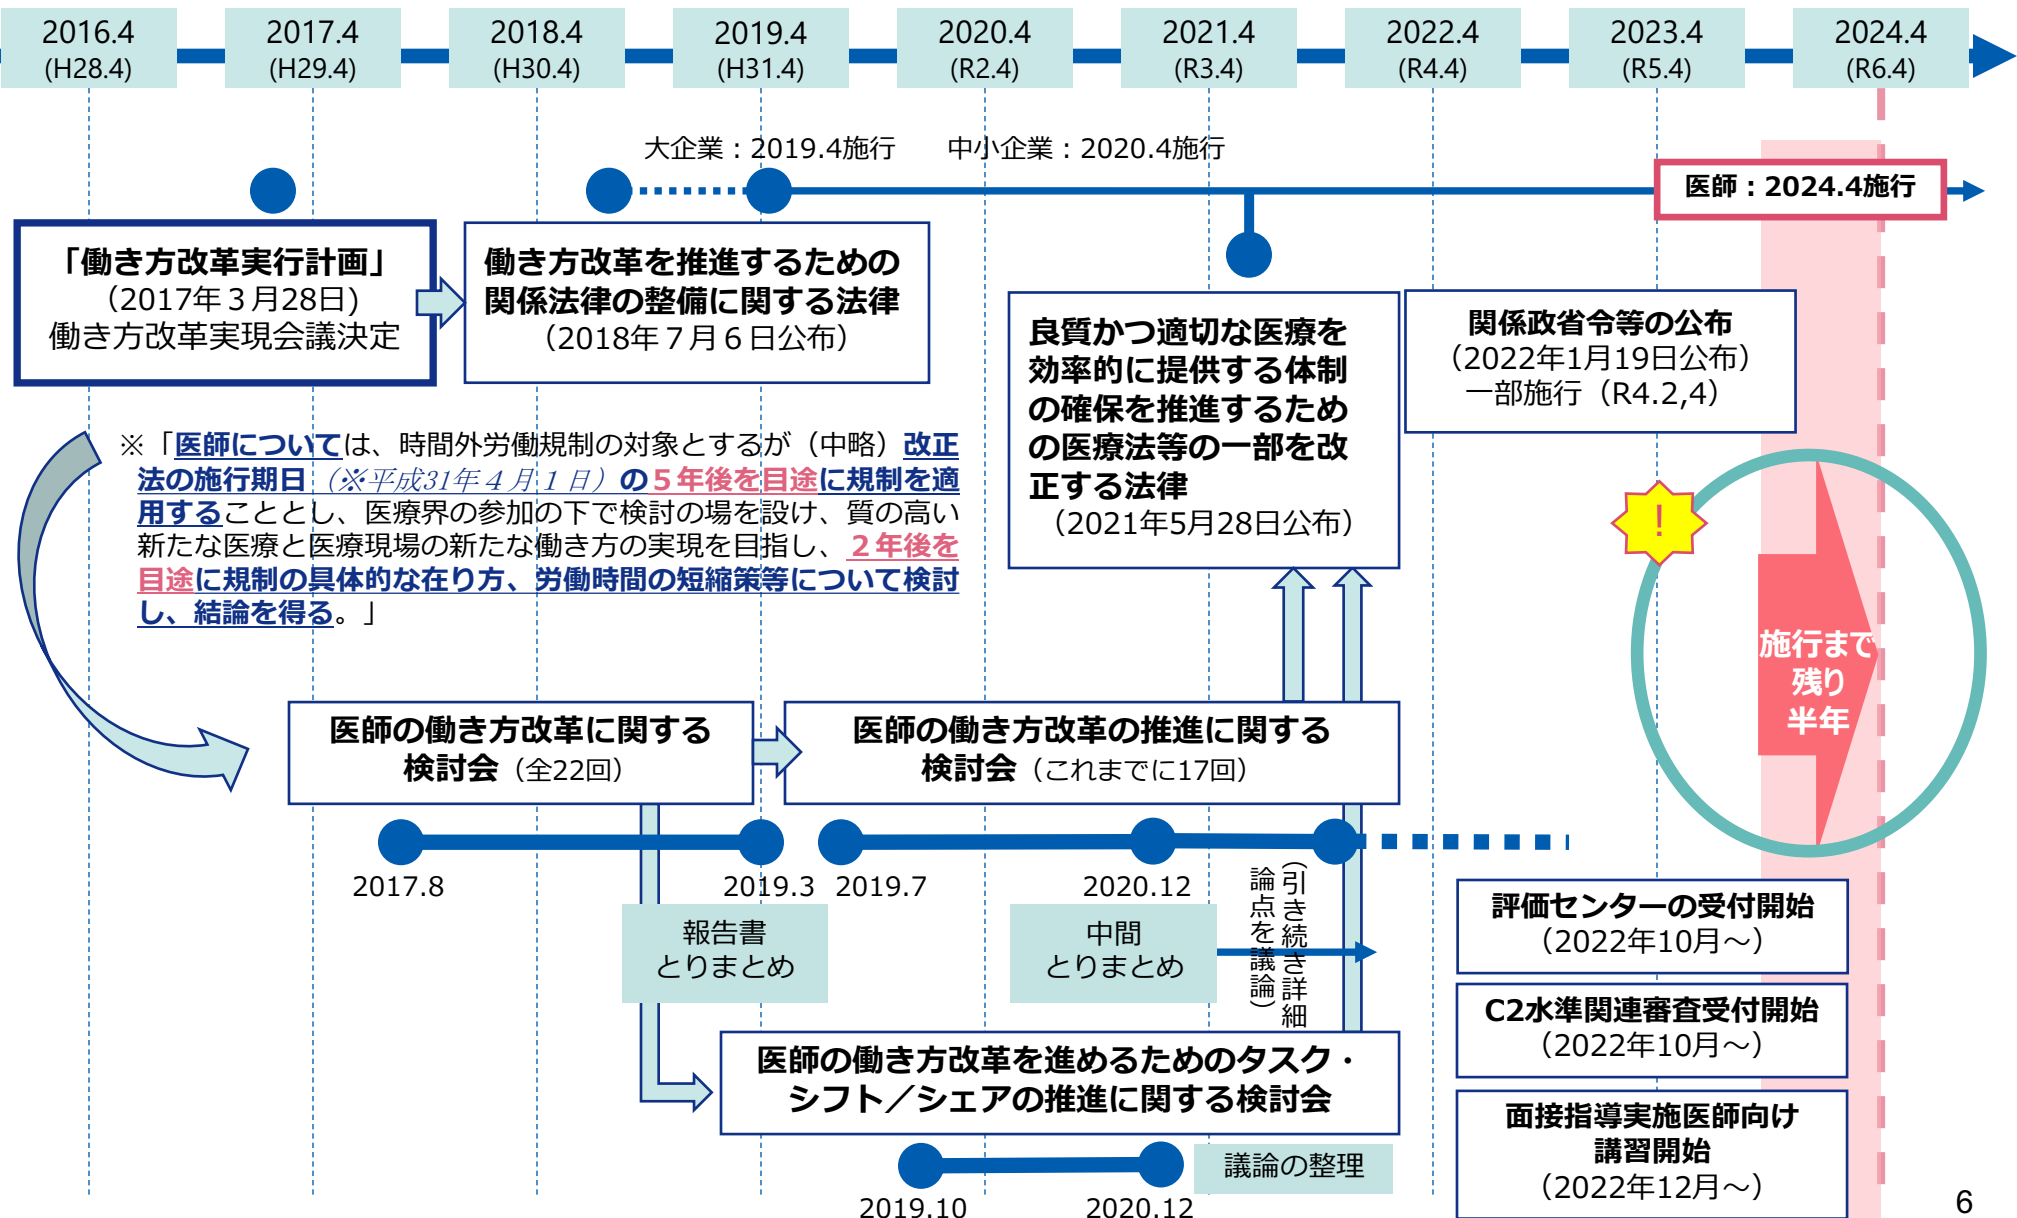 2016.4
(H28.4)
2017.4
(H29.4)
2018.4
(H30.4)
2019.4
(H31.4)
2020.4
(R2.4)
2021.4
(R3.4)
2022.4
(R4.4)
2023.4
(R5.4)
2024.4
(R6.4)
大企業：2019.4施行　中小企業：2020.4施行
医師：2024.4施行
「働き方改革実行計画」
（2017年３月28日)
働き方改革実現会議決定
働き方改革を推進するための
関係法律の整備に関する法律
（2018年７月６日公布）
良質かつ適切な医療を
効率的に提供する体制
の確保を推進するため
の医療法等の一部を改
正する法律
（2021年5月28日公布）
関係政省令等の公布
（2022年1月19日公布）
一部施行（R4.2,4）
※「医師については、時間外労働規制の対象とするが（中略）改正
法の施行期日（※平成31年４月１日）の５年後を目途に規制を適
用することとし、医療界の参加の下で検討の場を設け、質の高い
新たな医療と医療現場の新たな働き方の実現を目指し、２年後を
目途に規制の具体的な在り方、労働時間の短縮策等について検討
し、結論を得る。」
!
施行まで
残り
半年
医師の働き方改革に関する
検討会（全22回）
医師の働き方改革の推進に関する
検討会（これまでに17回）
2017.8
2019.3
2019.7
2020.12
報告書
とりまとめ
中間
とりまとめ
（引き続き詳細
論点を議論）
医師の働き方改革を進めるためのタスク・
シフト／シェアの推進に関する検討会
2019.10
2020.12
議論の整理
評価センターの受付開始
（2022年10月～）
C2水準関連審査受付開始
（2022年10月～）
面接指導実施医師向け
講習開始
（2022年12月～）
6